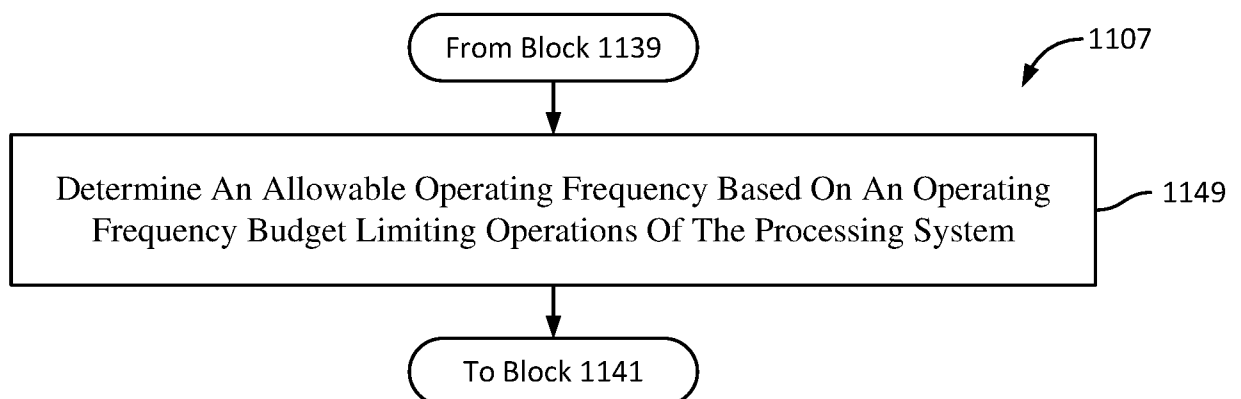 From Block 1139
1107
Determine An Allowable Operating Frequency Based On An Operating
Frequency Budget Limiting Operations Of The Processing System
1149
To Block 1141